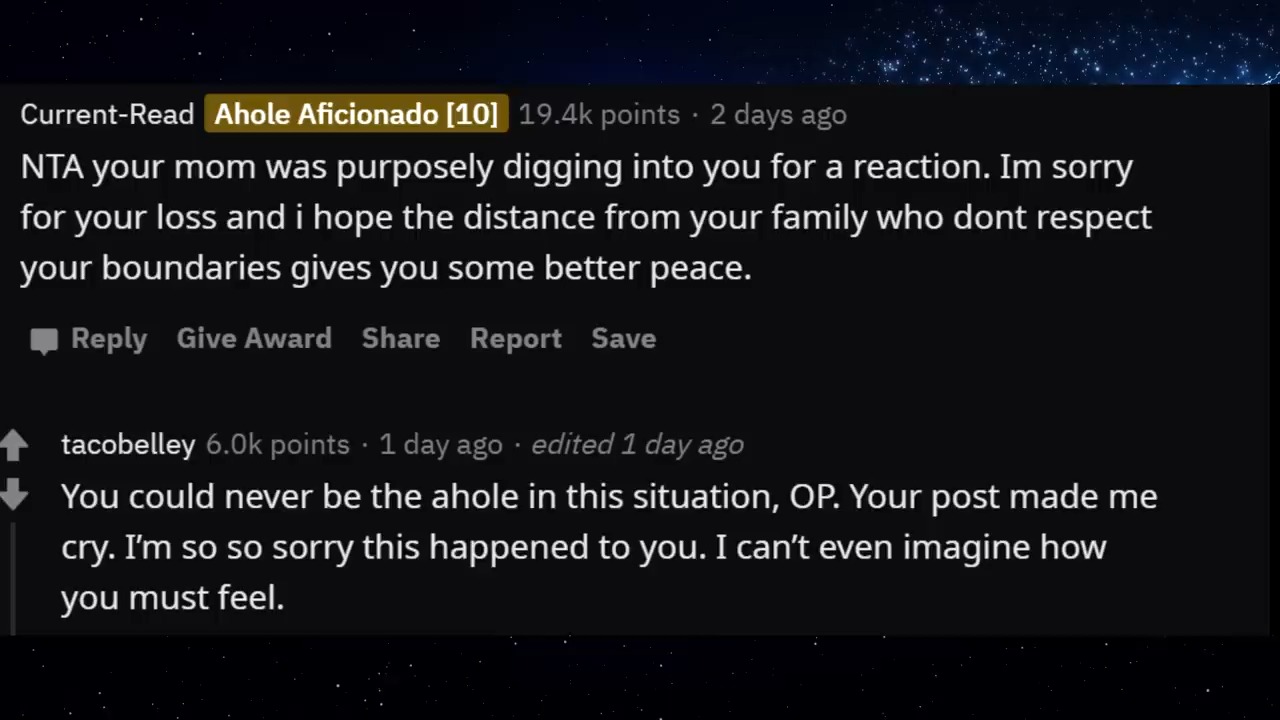 Current-Read Ahole Aficionado [10] 19.4k points · 2 days ago
NTA your mom was purposely digging into you for a reaction. Im sorry
for your loss and i hope the distance from your family who dont respect
your boundaries gives you some better peace.
Reply Give Award Share Report Save
tacobelley 6.0k points · 1 day ago · edited 1 day ago
You could never be the ahole in this situation, OP. Your post made me
cry. I’m so so sorry this happened to you. I can’t even imagine how
you must feel.